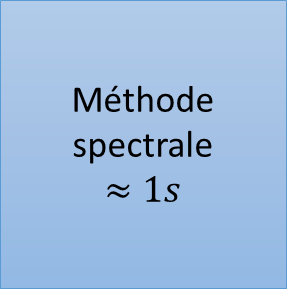 Méthode
spectrale
≈ 1s